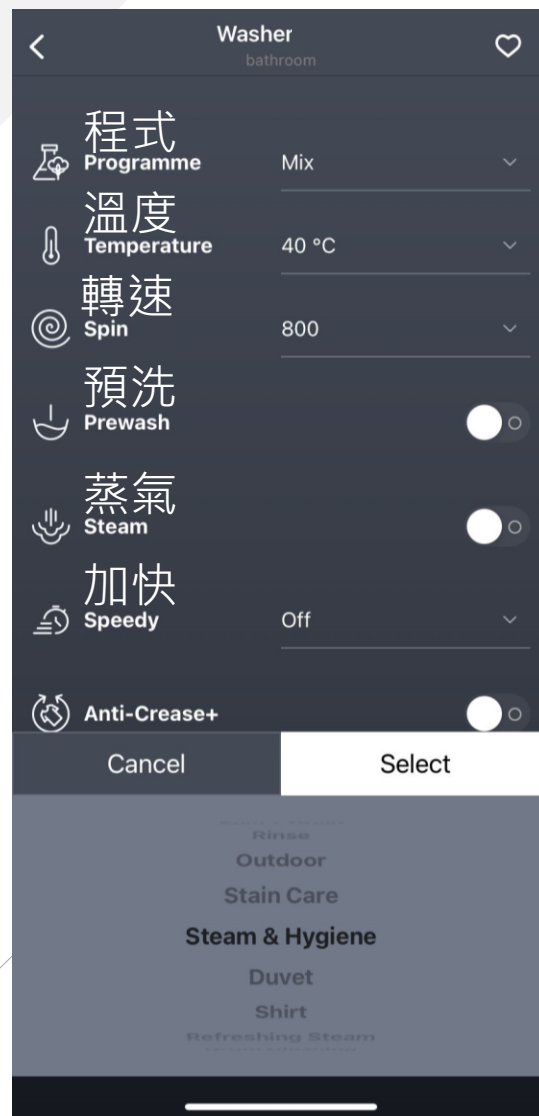 Washer
bathroom
程式
Programme Mix
溫度
Temperature 40 °C
轉速
Spin 800
預洗
Prewash
蒸氣
Steam
加快
Speedy Off
Anti-Crease+
Cancel Select
Rinse
Outdoor
Stain Care
Steam & Hygiene
Duvet
Shirt
Refreshing Steam